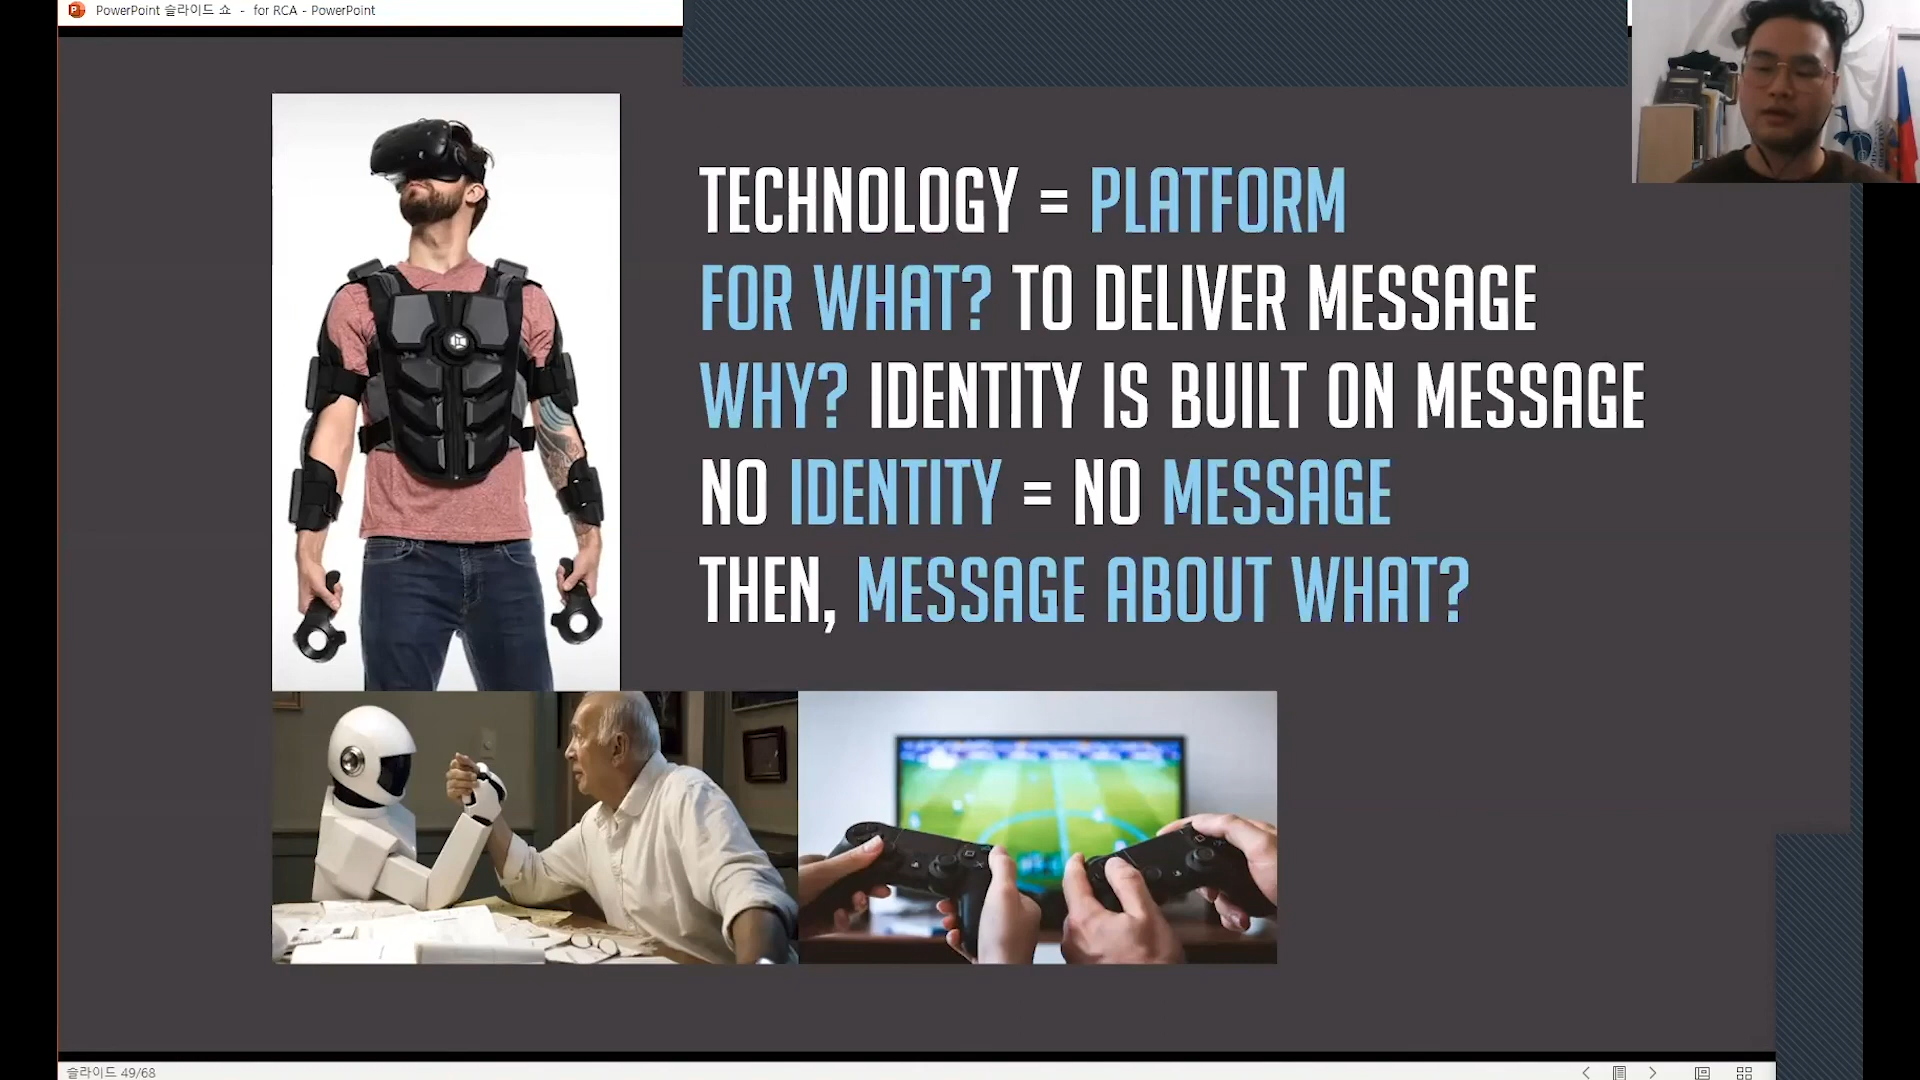 PowerPoint 슬라이드 쇼 - for RCA - PowerPoint
TECHNOLOGY = PLATFORM
FOR WHAT? TO DELIVER MESSAGE
WHY? IDENTITY IS BUILT ON MESSAGE
NO IDENTITY = NO MESSAGE
THEN, MESSAGE ABOUT WHAT?
슬라이드 49/68